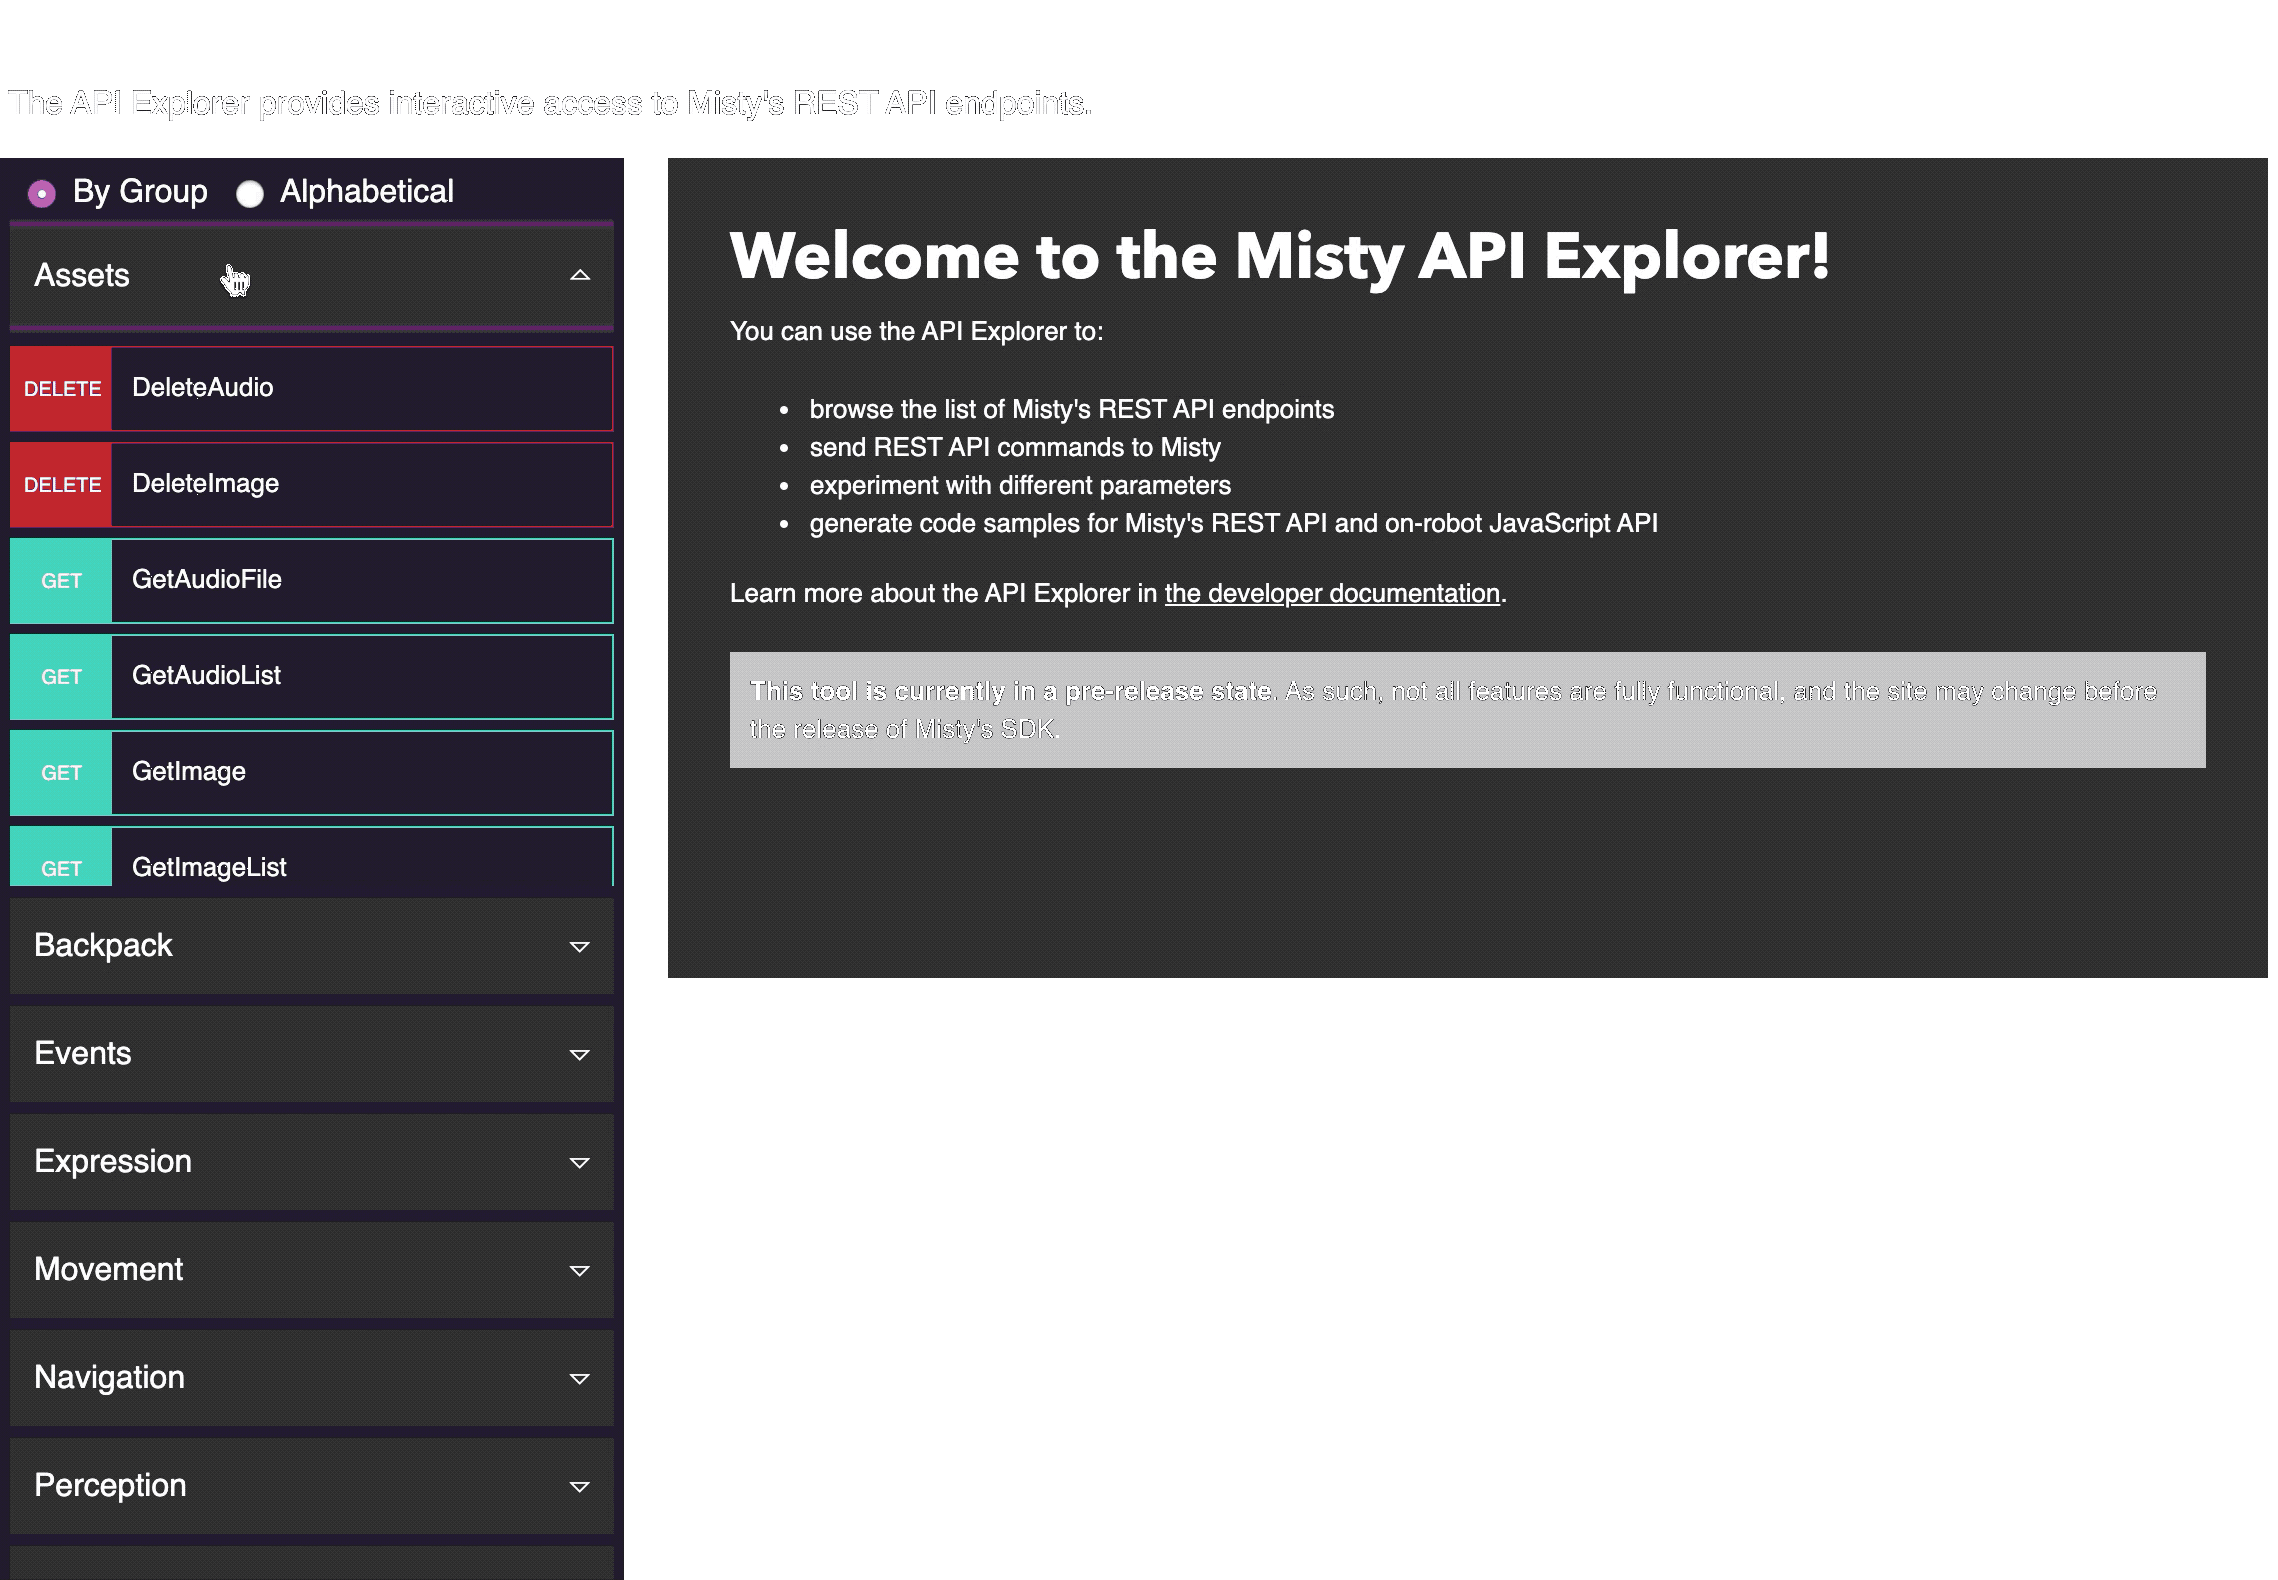 The API Explorer provides interactive access to Misty's REST API endpoints.
By Group Alphabetical
Assets
DELETE DeleteAudio
DELETE DeleteImage
GET GetAudioFile
GET GetAudioList
GET GetImage
GET GetImageList
Backpack
Events
Expression
Movement
Navigation
Perception
Welcome to the Misty API Explorer!
You can use the API Explorer to:
• browse the list of Misty's REST API endpoints
• send REST API commands to Misty
• experiment with different parameters
• generate code samples for Misty's REST API and on-robot JavaScript API
Learn more about the API Explorer in the developer documentation.
This tool is currently in a pre-release state. As such, not all features are fully functional, and the site may change before
the release of Misty's SDK.